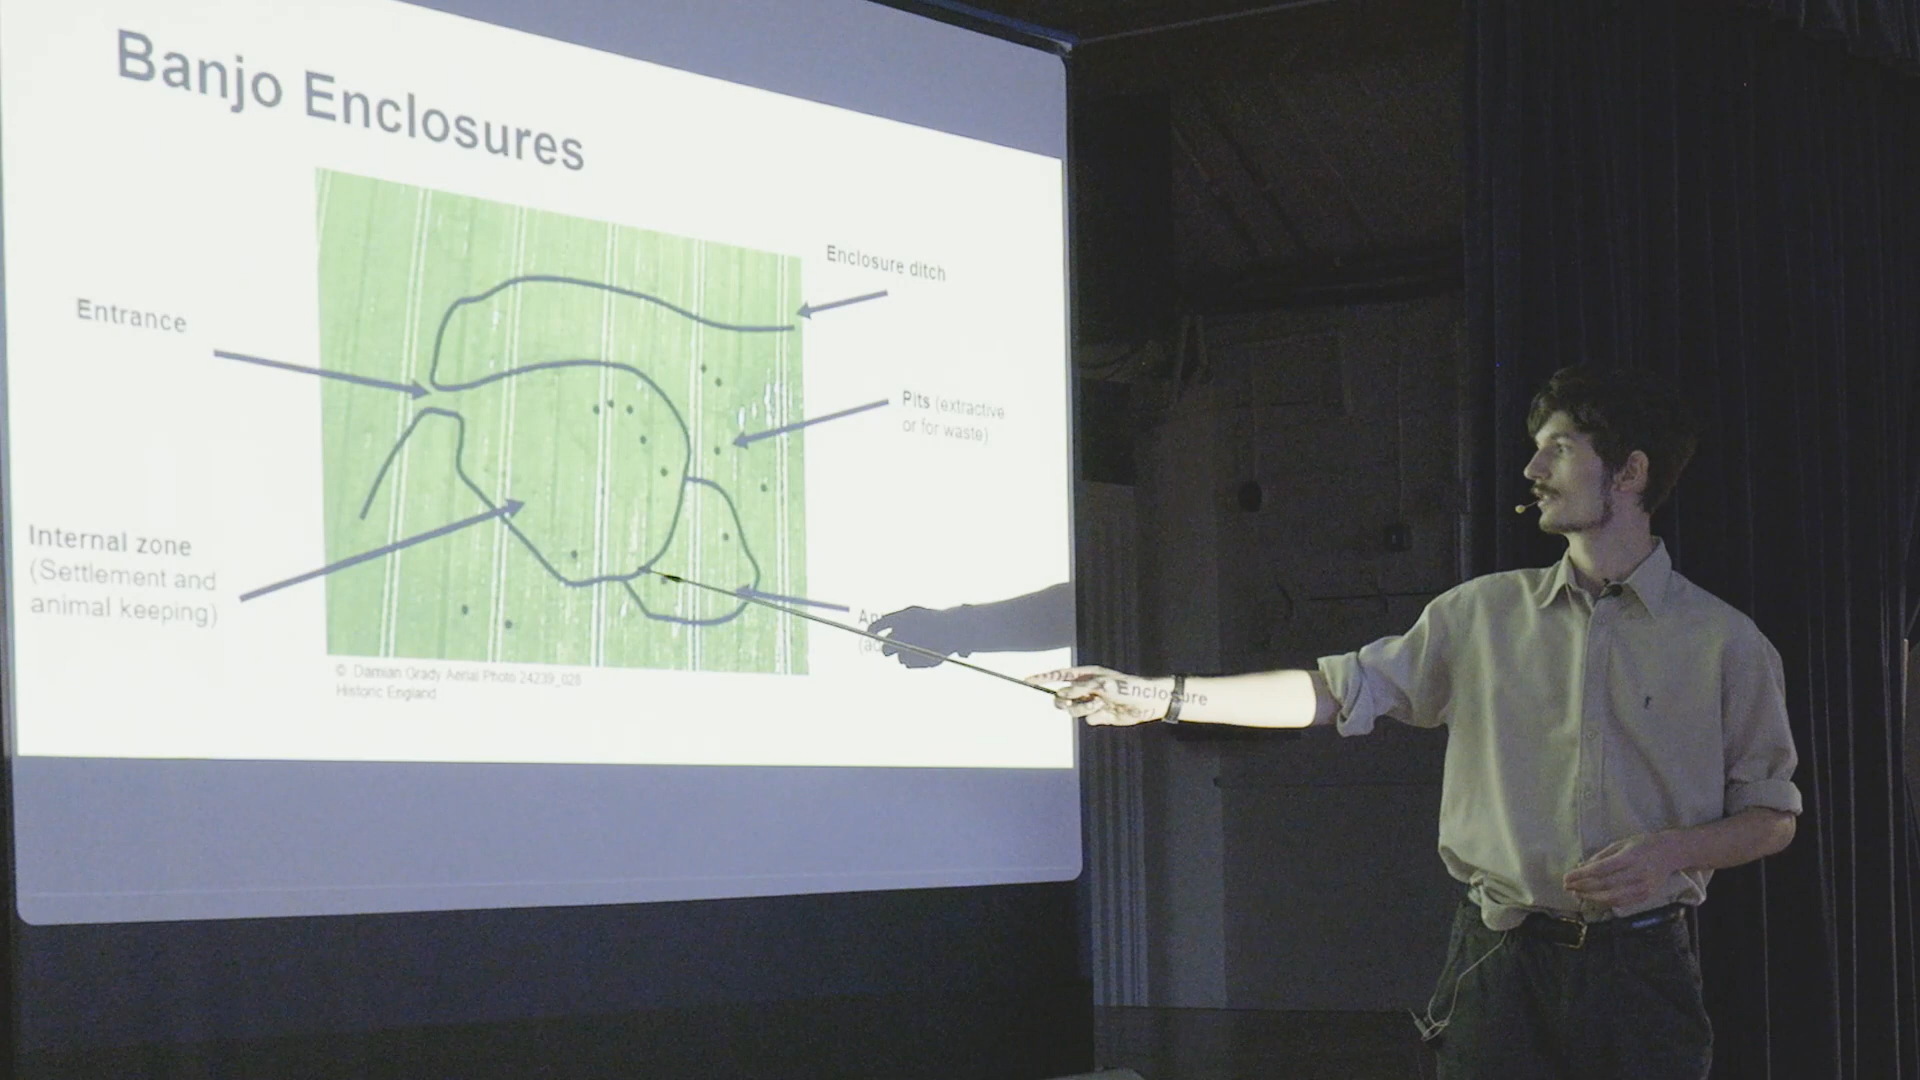 Banjo Enclosures
Enclosure ditch
Entrance
Pits (extractive
or for waste)
Internal zone
(Settlement and
animal keeping)
Enclosure
© Damian Grady Aerial Photo 24239_028
Historic England